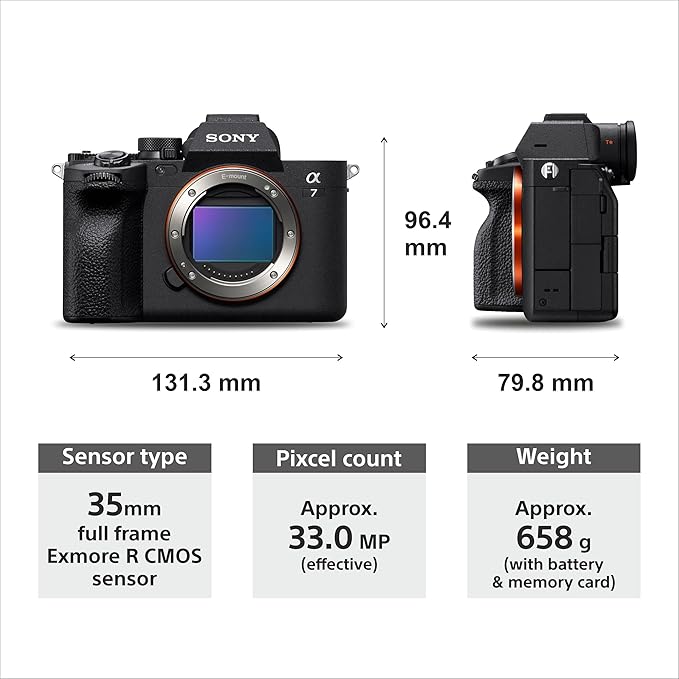 SONY
E-mount
α
7
96.4
mm
131.3 mm
79.8 mm
Sensor type
35mm
full frame
Exmore R CMOS
sensor
Pixcel count
Approx.
33.0 MP
(effective)
Weight
Approx.
658 g
(with battery
& memory card)